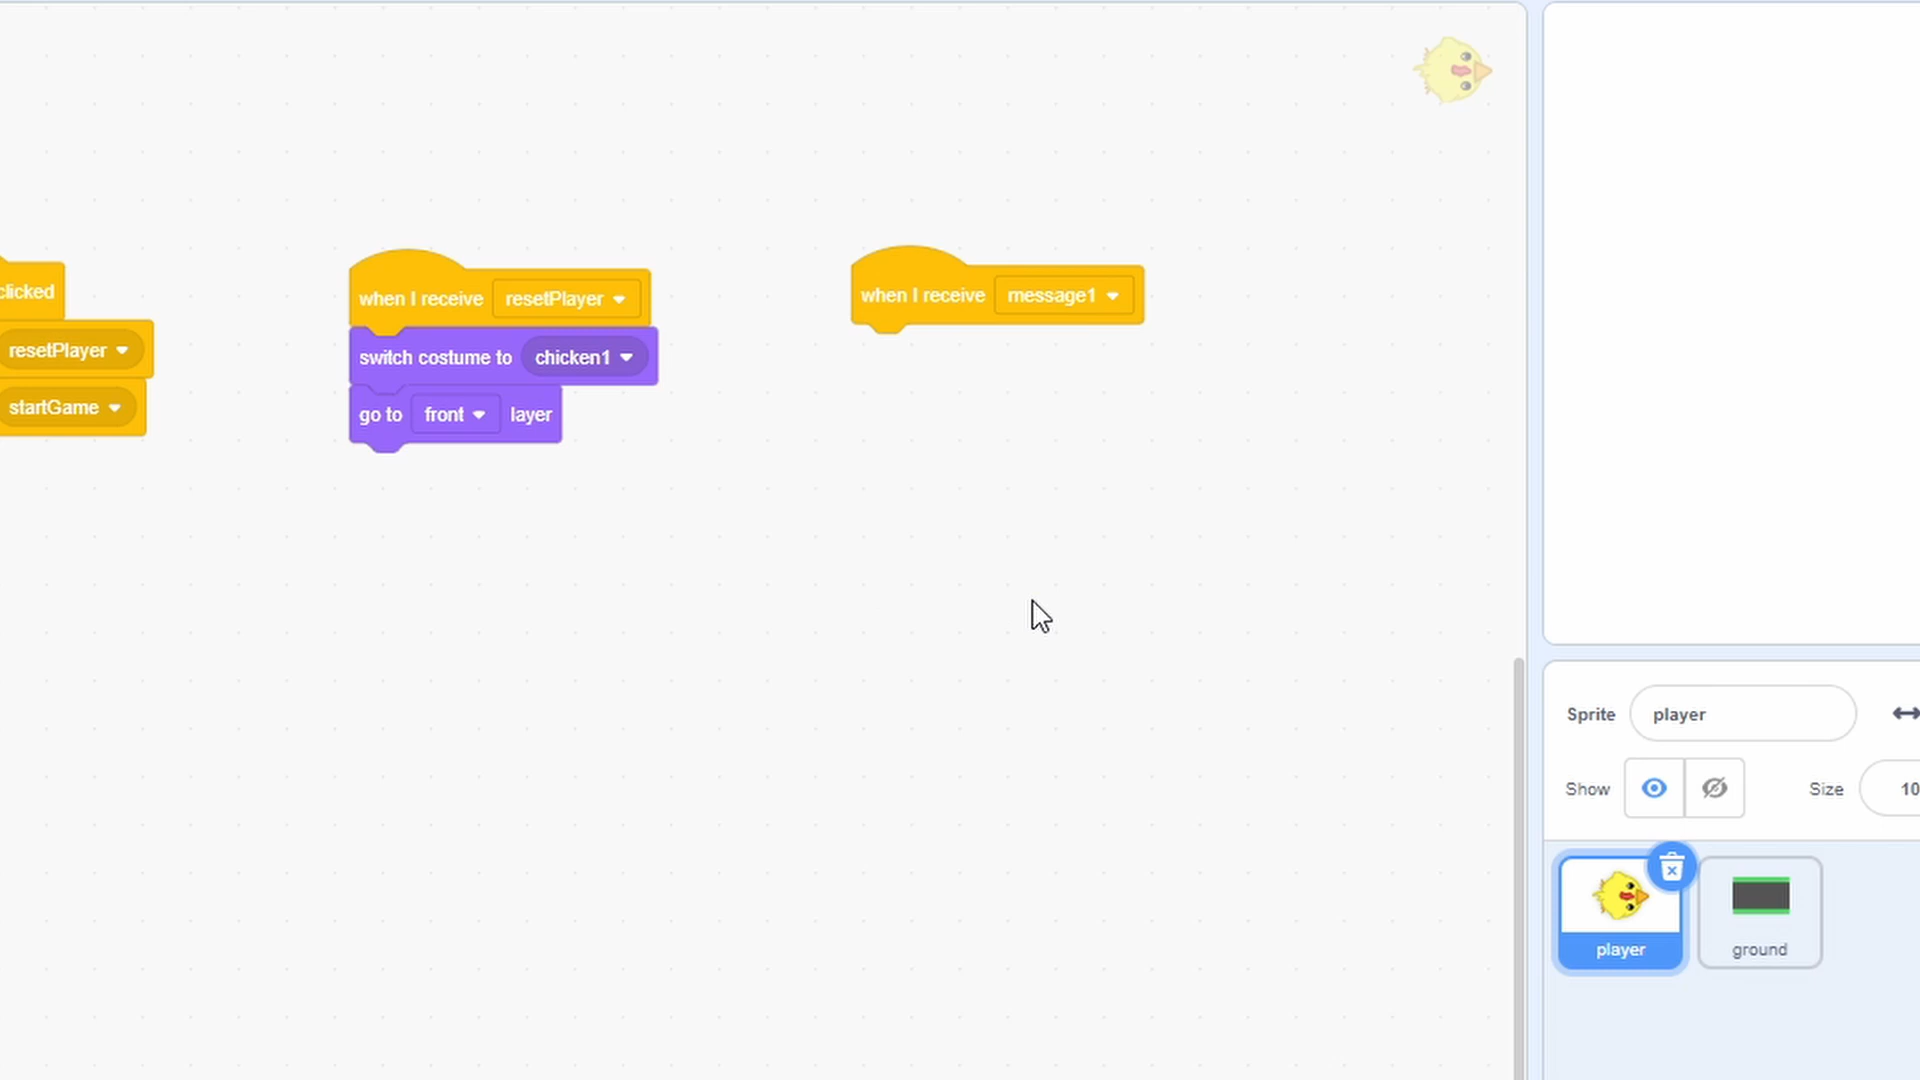 clicked
resetPlayer
startGame
when I receive resetPlayer
switch costume to chicken1
go to front layer
when I receive message1
Sprite player
Show Size 10
player
ground